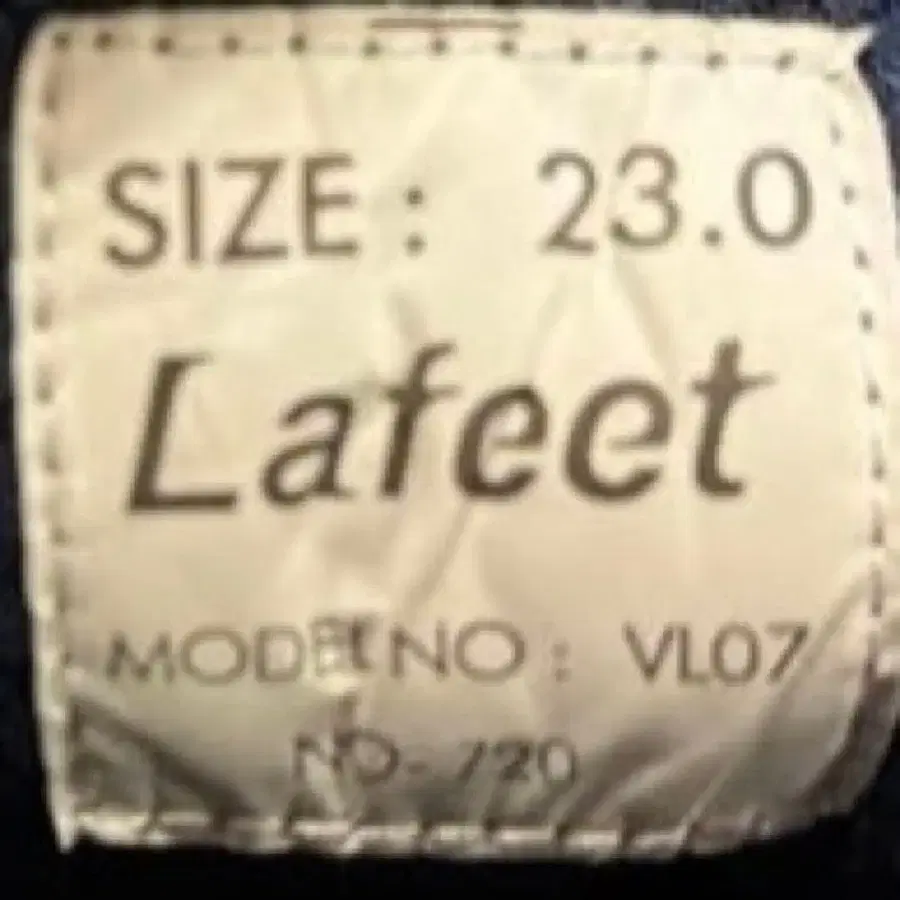 SIZE : 23.0
Lafeet
MODEL NO : VL07
NO- 720